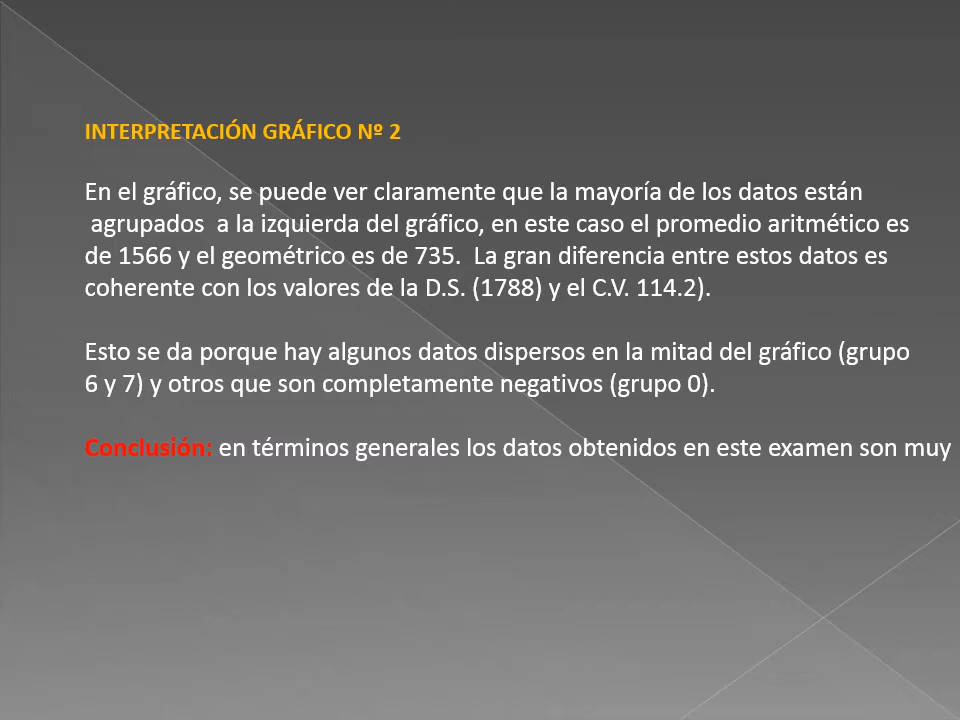 INTERPRETACIÓN GRÁFICO Nº 2
En el gráfico, se puede ver claramente que la mayoría de los datos están
agrupados  a la izquierda del gráfico, en este caso el promedio aritmético es
de 1566 y el geométrico es de 735.  La gran diferencia entre estos datos es
coherente con los valores de la D.S. (1788) y el C.V. 114.2).
Esto se da porque hay algunos datos dispersos en la mitad del gráfico (grupo
6 y 7) y otros que son completamente negativos (grupo 0).
Conclusión: en términos generales los datos obtenidos en este examen son muy